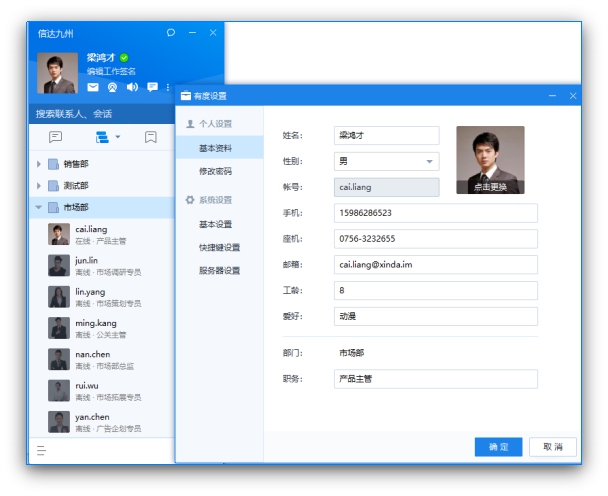 信达九州
梁鸿才
编辑工作签名
搜索联系人、会话
销售部
测试部
市场部
cai.liang
在线 · 产品主管
jun.lin
离线 · 市场调研专员
lin.yang
离线 · 市场策划专员
ming.kang
离线 · 公关主管
nan.chen
离线 · 市场部总监
rui.wu
离线 · 市场拓展专员
yan.chen
离线 · 广告企划专员
有度设置
个人设置
基本资料
修改密码
系统设置
基本设置
快捷键设置
服务器设置
姓名: 梁鸿才
性别: 男
帐号: cai.liang
点击更换
手机: 15986286523
座机: 0756-3232655
邮箱: cai.liang@xinda.im
工龄: 8
爱好: 动漫
部门: 市场部
职务: 产品主管
确 定 取 消